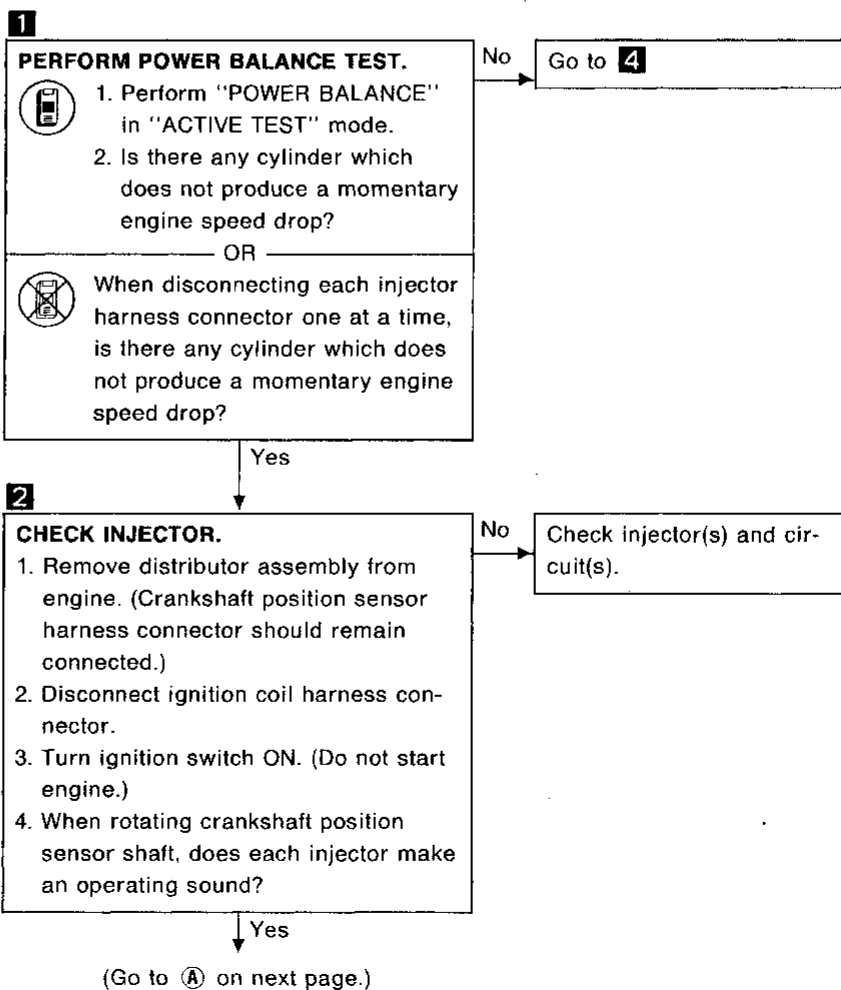 1
PERFORM POWER BALANCE TEST.
1. Perform "POWER BALANCE"
in "ACTIVE TEST" mode.
2. Is there any cylinder which
does not produce a momentary
engine speed drop?
OR
When disconnecting each injector
harness connector one at a time,
is there any cylinder which does
not produce a momentary engine
speed drop?
No
Go to 4
Yes
2
CHECK INJECTOR.
1. Remove distributor assembly from
engine. (Crankshaft position sensor
harness connector should remain
connected.)
2. Disconnect ignition coil harness con-
nector.
3. Turn ignition switch ON. (Do not start
engine.)
4. When rotating crankshaft position
sensor shaft, does each injector make
an operating sound?
No
Check injector(s) and cir-
cuit(s).
Yes
(Go to Ⓐ on next page.)